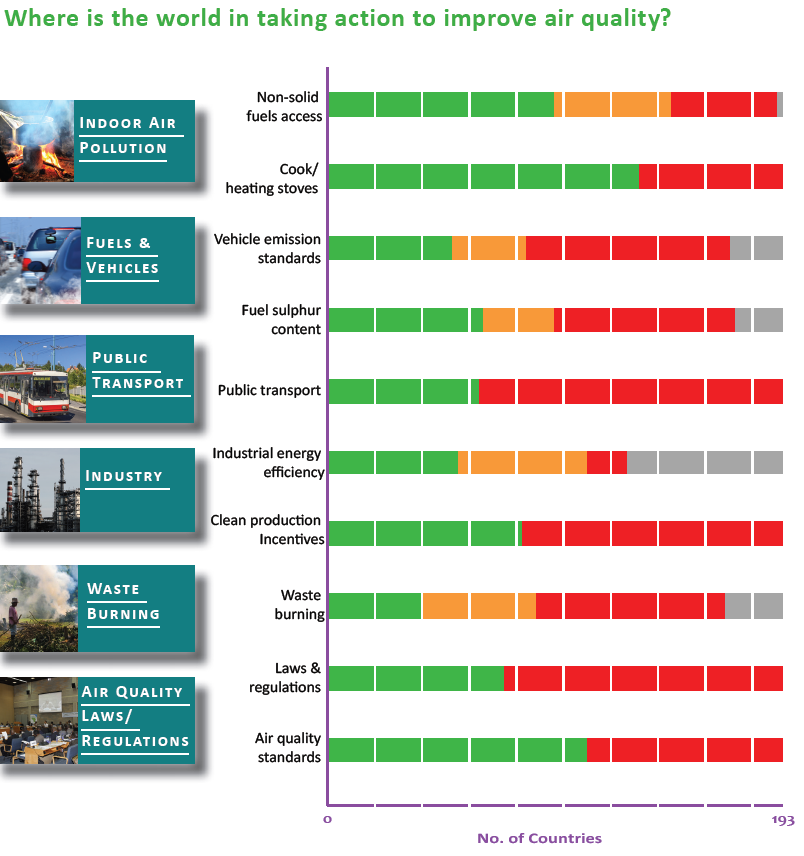 Where is the world in taking action to improve air quality?
Indoor Air
Pollution
Non-solid
fuels access
Cook/
heating stoves
Fuels &
Vehicles
Vehicle emission
standards
Fuel sulphur
content
Public
Transport
Public transport
Industry
Industrial energy
efficiency
Clean production
Incentives
Waste
Burning
Waste
burning
Air Quality
Laws/
Regulations
Laws &
regulations
Air quality
standards
0
193
No. of Countries